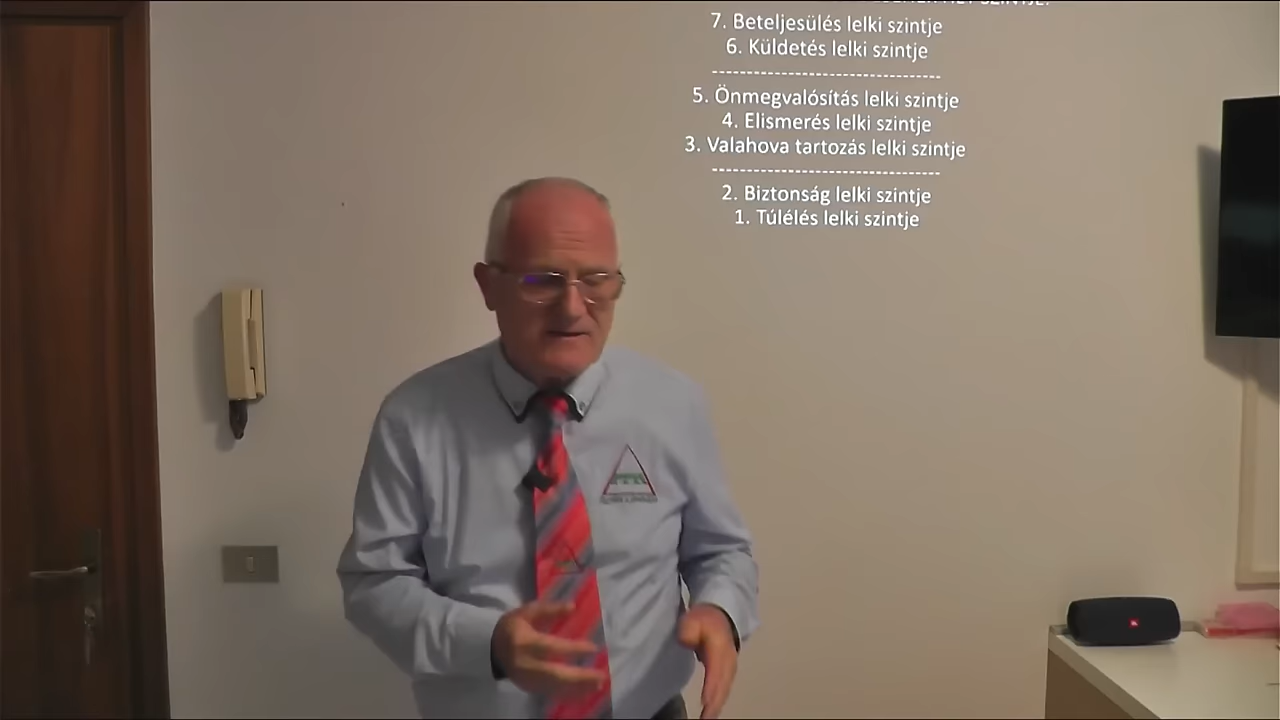 7. Beteljesülés lelki szintje
6. Küldetés lelki szintje
---------------------------------
5. Önmegvalósítás lelki szintje
4. Elismerés lelki szintje
3. Valahova tartozás lelki szintje
---------------------------------
2. Biztonság lelki szintje
1. Túlélés lelki szintje
JBL